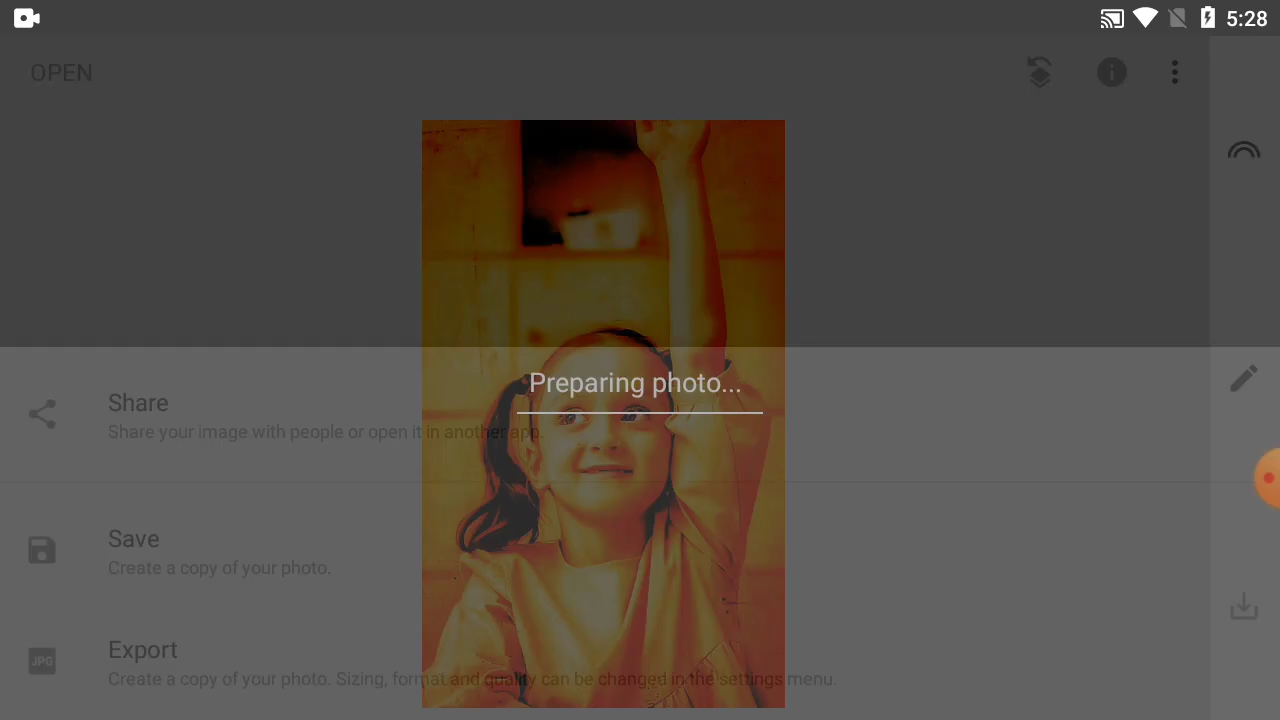 5:28
OPEN
Preparing photo...
Share
Share your image with people or open it in another app.
Save
Create a copy of your photo.
JPG
Export
Create a copy of your photo. Sizing, format and quality can be changed in the settings menu.